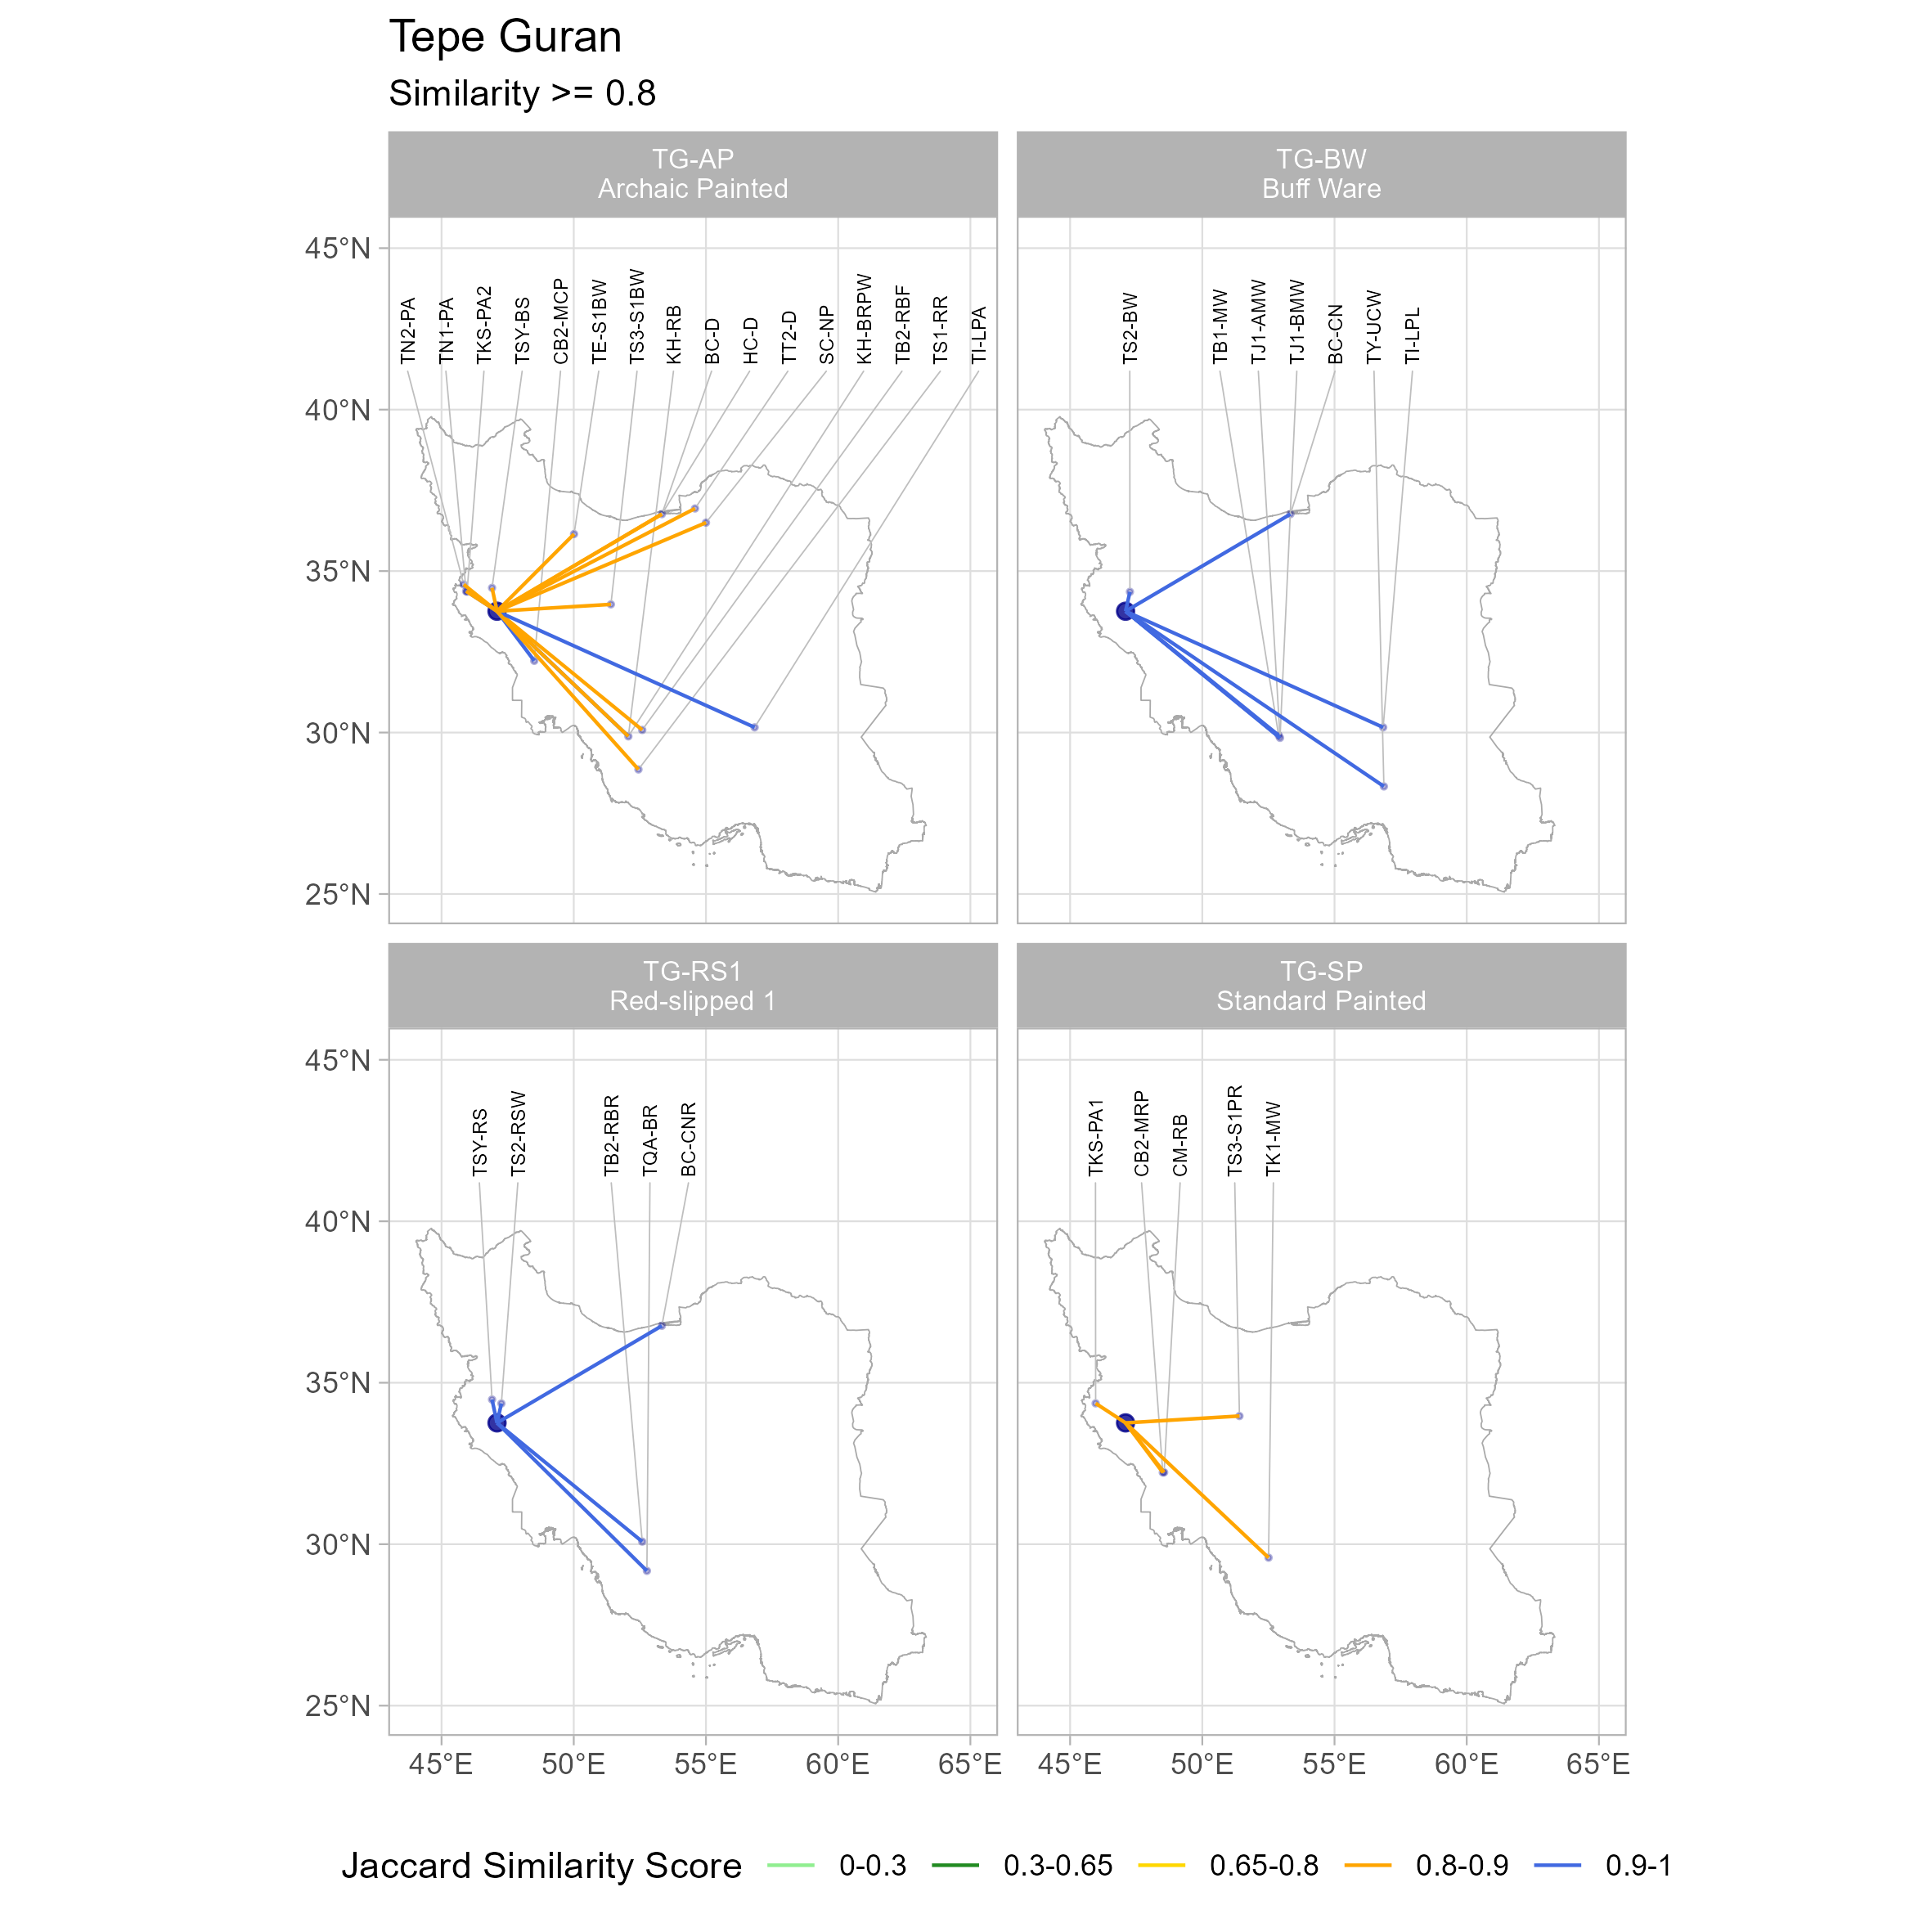 Tepe Guran
Similarity >= 0.8
TG-AP
Archaic Painted
TG-BW
Buff Ware
45°N
40°N
35°N
30°N
25°N
TN2-PA
TN1-PA
TKS-PA2
TSY-BS
CB2-MCP
TE-S1BW
TS3-S1BW
KH-RB
BC-D
HC-D
TT2-D
SC-NP
KH-BRPW
TB2-RBF
TS1-RR
TI-LPA
TS2-BW
TB1-MW
TJ1-AMW
TJ1-BMW
BC-CN
TY-UCW
TI-LPL
TG-RS1
Red-slipped 1
TG-SP
Standard Painted
45°N
40°N
35°N
30°N
25°N
TSY-RS
TS2-RSW
TB2-RBR
TQA-BR
BC-CNR
TKS-PA1
CB2-MRP
CM-RB
TS3-S1PR
TK1-MW
45°E 50°E 55°E 60°E 65°E 45°E 50°E 55°E 60°E 65°E
Jaccard Similarity Score 0-0.3 0.3-0.65 0.65-0.8 0.8-0.9 0.9-1